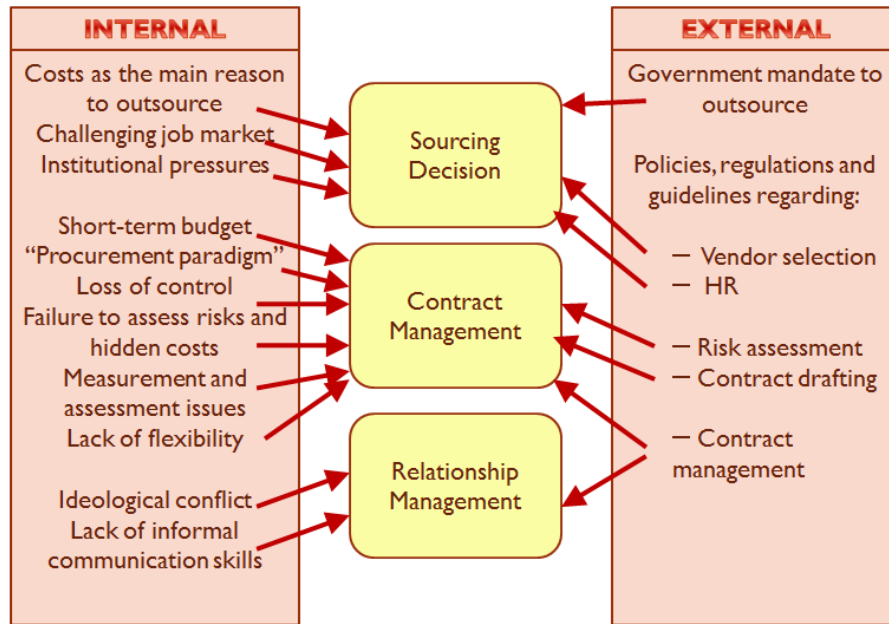 INTERNAL
Costs as the main reason
to outsource
Challenging job market
Institutional pressures
Short-term budget
“Procurement paradigm”
Loss of control
Failure to assess risks and
hidden costs
Measurement and
assessment issues
Lack of flexibility
Ideological conflict
Lack of informal
communication skills
Sourcing
Decision
Contract
Management
Relationship
Management
EXTERNAL
Government mandate to
outsource
Policies, regulations and
guidelines regarding:
– Vendor selection
– HR
– Risk assessment
– Contract drafting
– Contract
management